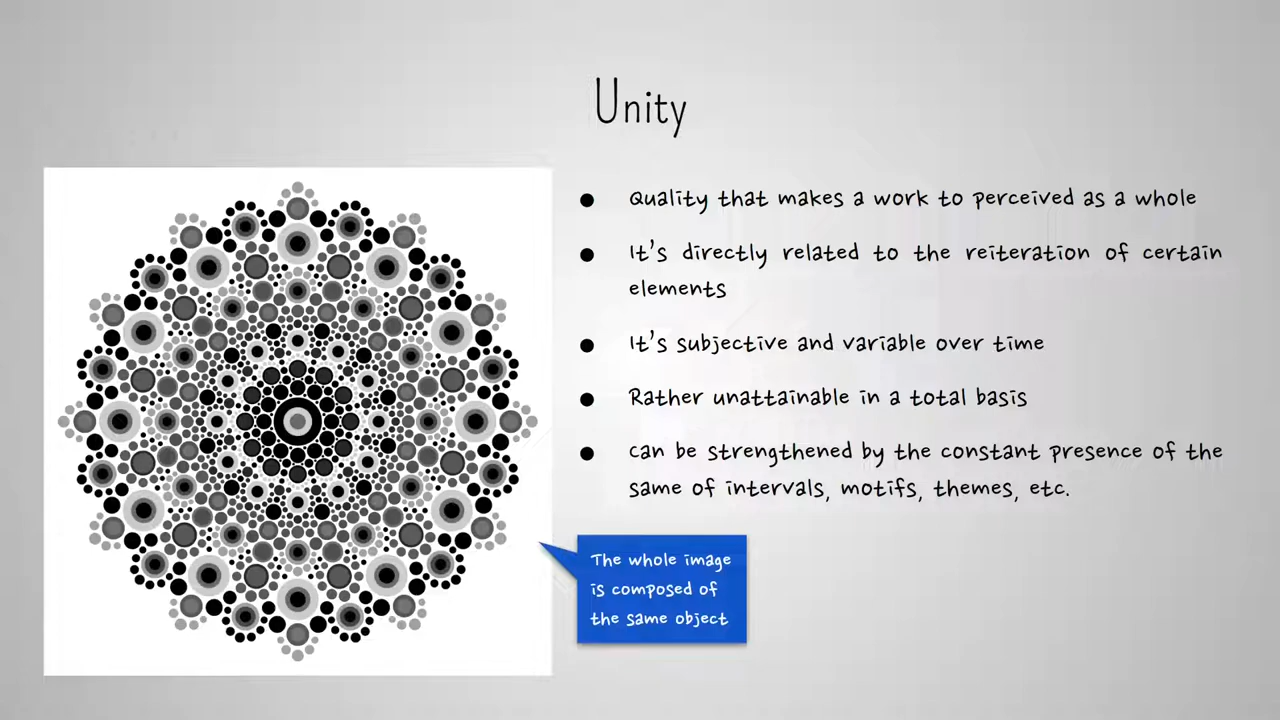 Unity
● Quality that makes a work to perceived as a whole
● It's directly related to the reiteration of certain
elements
● It's subjective and variable over time
● Rather unattainable in a total basis
● can be strengthened by the constant presence of the
same of intervals, motifs, themes, etc.
The whole image
is composed of
the same object